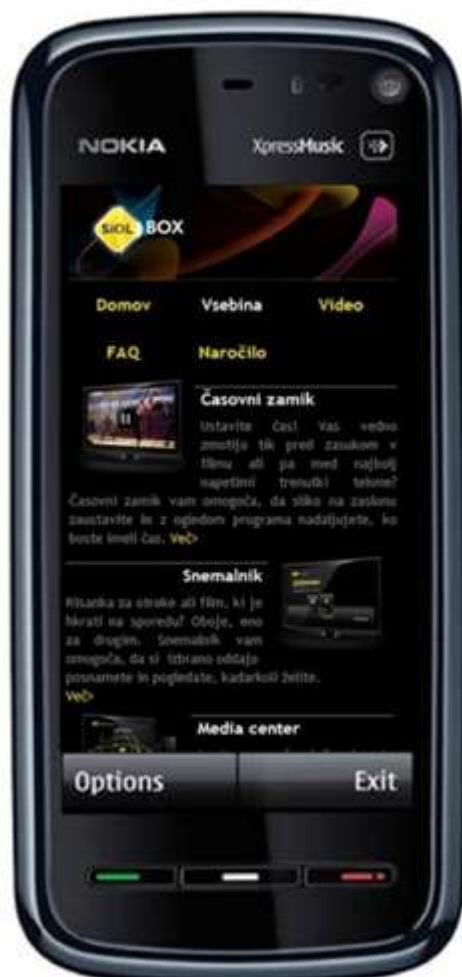 NOKIA
XpressMusic
SiOL BOX
Domov Vsebina Video
FAQ Naročilo
Časovni zamik
Ustavite čas! Vas vedno
zmotijo tik pred zasukom v
filmu ali pa med najbolj
napetimi trenutki tekme?
Časovni zamik vam omogoča, da sliko na zaslonu
zaustavite in z ogledom programa nadaljujete, ko
boste imeli čas. Več>
Snemalnik
Risanka za otroke ali film, ki je
hkrati na sporedu? Oboje, eno
za drugim. Snemalnik vam
omogoča, da si izbrano oddajo
posnamete in pogledate, kadarkoli želite.
Več>
Media center
Options Exit